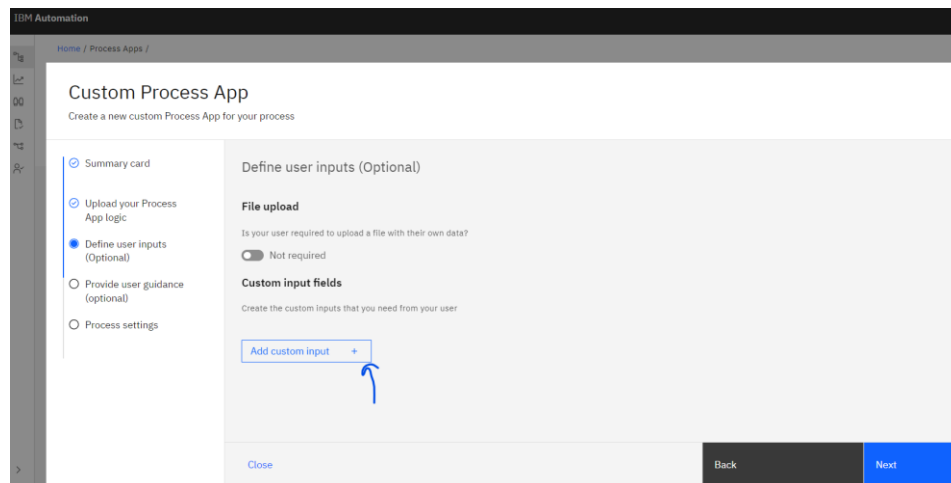 IBM Automation
Home / Process Apps /
Custom Process App
Create a new custom Process App for your process
Summary card
Upload your Process
App logic
Define user inputs
(Optional)
Provide user guidance
(optional)
Process settings
Define user inputs (Optional)
File upload
Is your user required to upload a file with their own data?
Not required
Custom input fields
Create the custom inputs that you need from your user
Add custom input +
Close
Back
Next